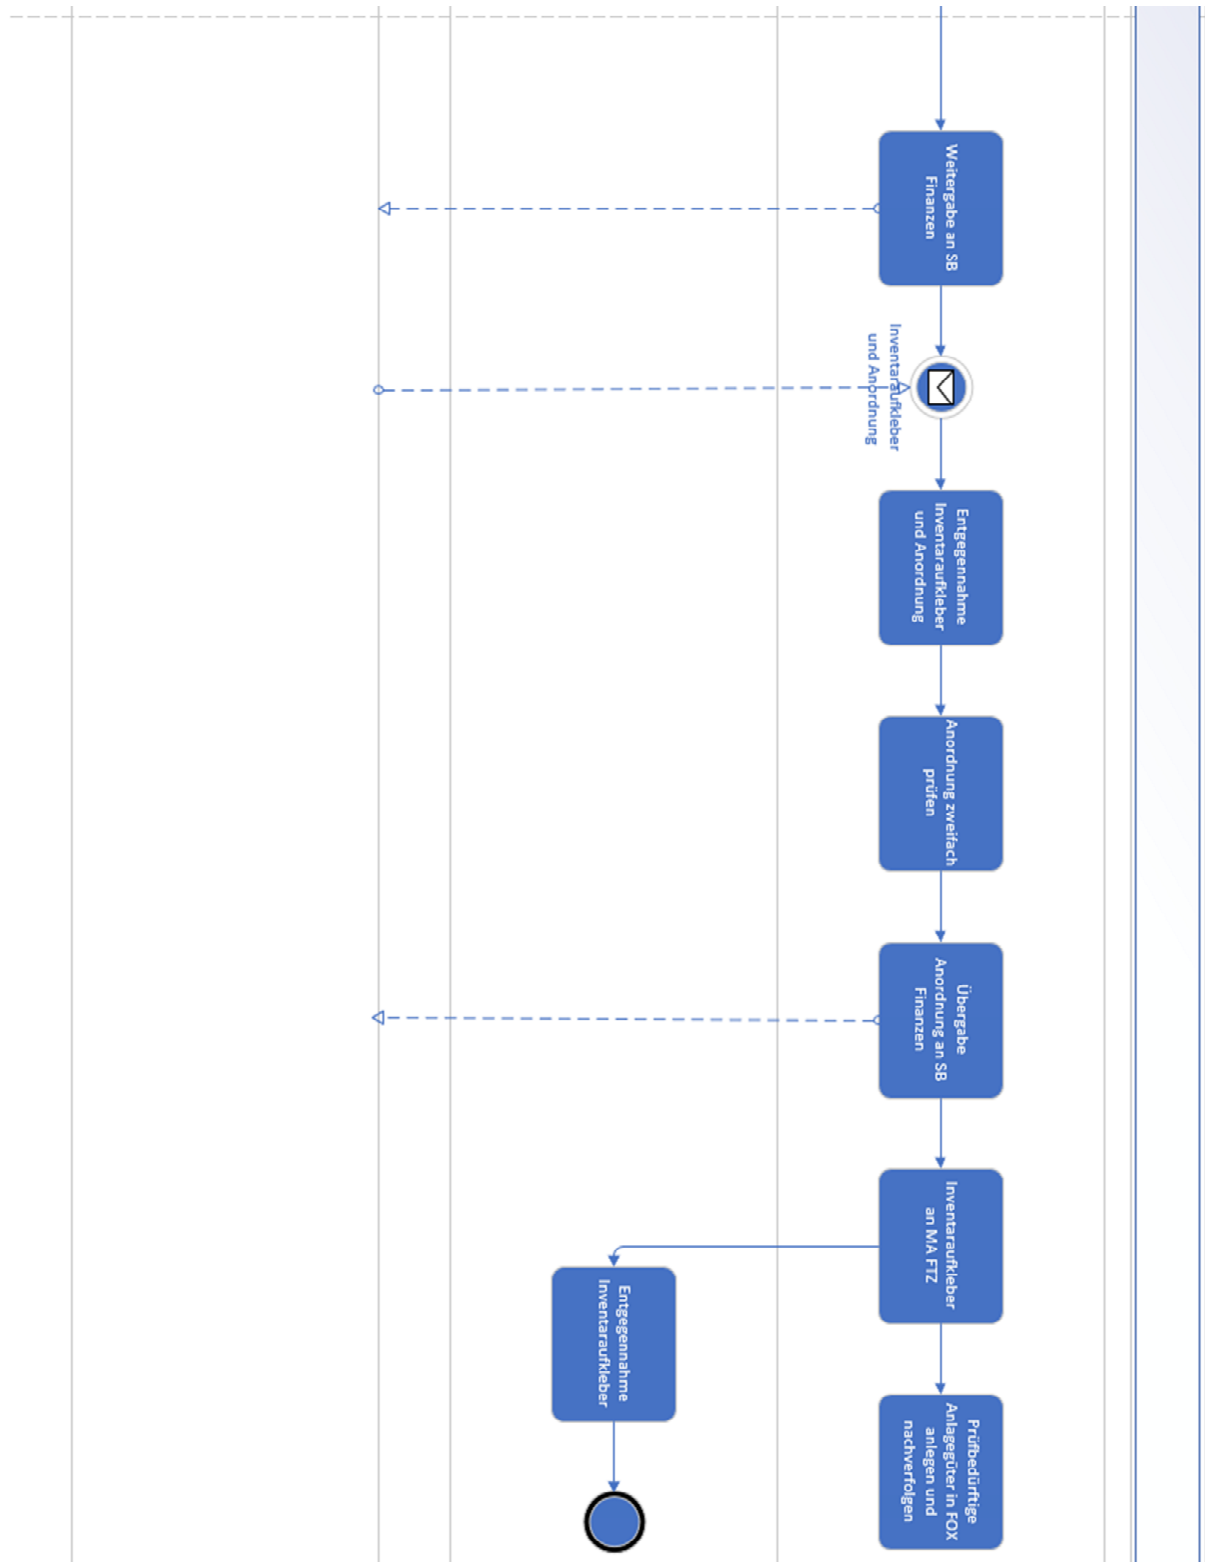 Weitergabe an SB
Finanzen
Inventaraufkleber
und Anordnung
Entgegennahme
Inventaraufkleber
und Anordnung
Anordnung zweifach
prüfen
Übergabe
Anordnung an SB
Finanzen
Inventaraufkleber
an MA FTZ
Entgegennahme
Inventaraufkleber
Prüfbedürftige
Anlagegüter in FOX
anlegen und
nachverfolgen